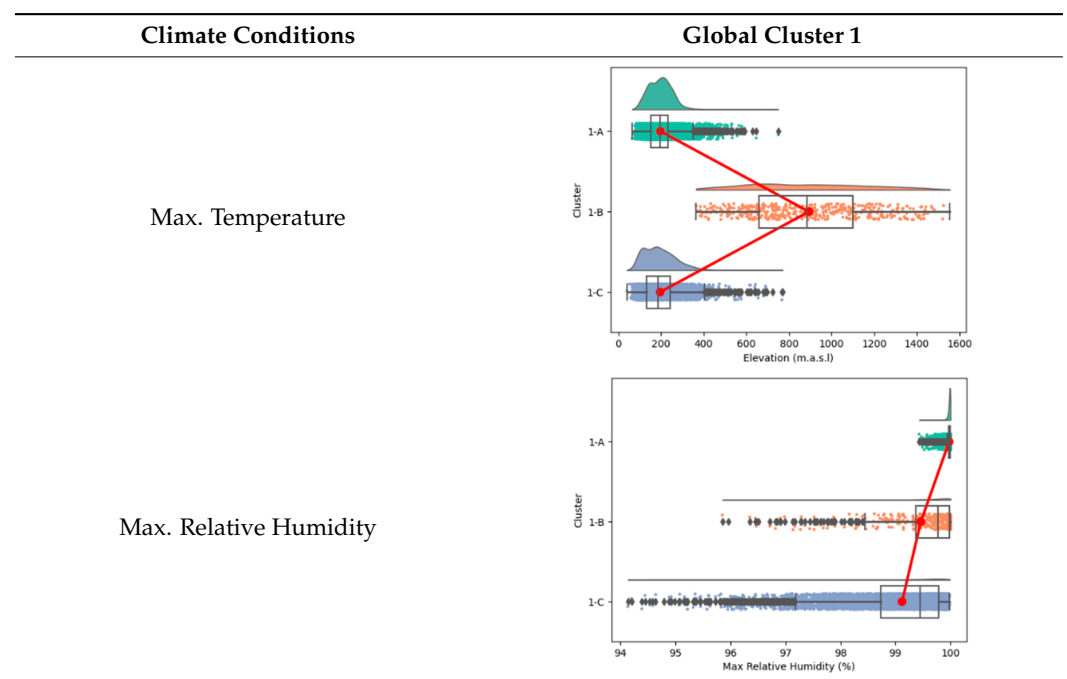 Climate Conditions Global Cluster 1
Max. Temperature
1-A
1-B
1-C
Cluster
0 200 400 600 800 1000 1200 1400 1600
Elevation (m.a.s.l)
Max. Relative Humidity
1-A
1-B
1-C
Cluster
94 95 96 97 98 99 100
Max Relative Humidity (%)